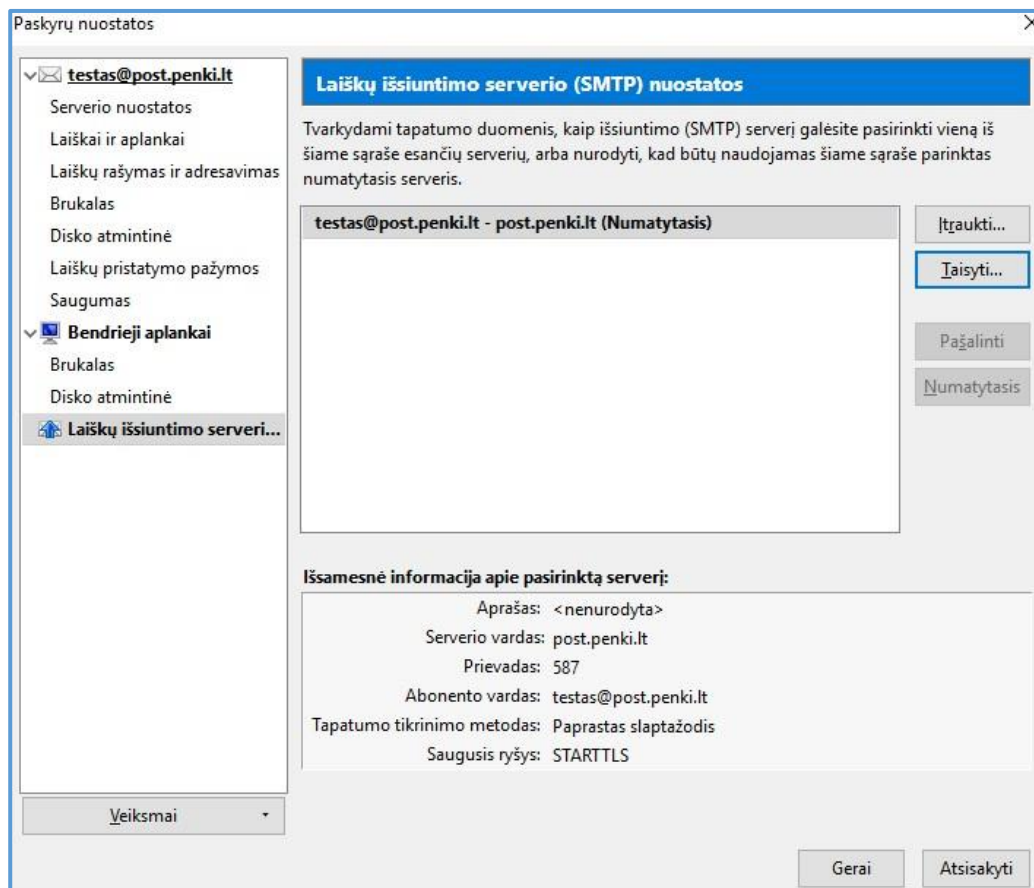 Paskyrų nuostatos
testas@post.penki.lt
Serverio nuostatos
Laiškai ir aplankai
Laiškų rašymas ir adresavimas
Brukalas
Disko atmintinė
Laiškų pristatymo pažymos
Saugumas
Bendrieji aplankai
Brukalas
Disko atmintinė
Laiškų išsiuntimo serveri...
Veiksmai
Laiškų išsiuntimo serverio (SMTP) nuostatos
Tvarkydami tapatumo duomenis, kaip išsiuntimo (SMTP) serverį galėsite pasirinkti vieną iš
šiame sąraše esančių serverių, arba nurodyti, kad būtų naudojamas šiame sąraše parinktas
numatytasis serveris.
testas@post.penki.lt - post.penki.lt (Numatytasis)
Įtraukti...
Taisyti...
Pašalinti
Numatytasis
Išsamesnė informacija apie pasirinktą serverį:
Aprašas: <nenurodyta>
Serverio vardas: post.penki.lt
Prievadas: 587
Abonento vardas: testas@post.penki.lt
Tapatumo tikrinimo metodas: Paprastas slaptažodis
Saugusis ryšys: STARTTLS
Gerai
Atsisakyti